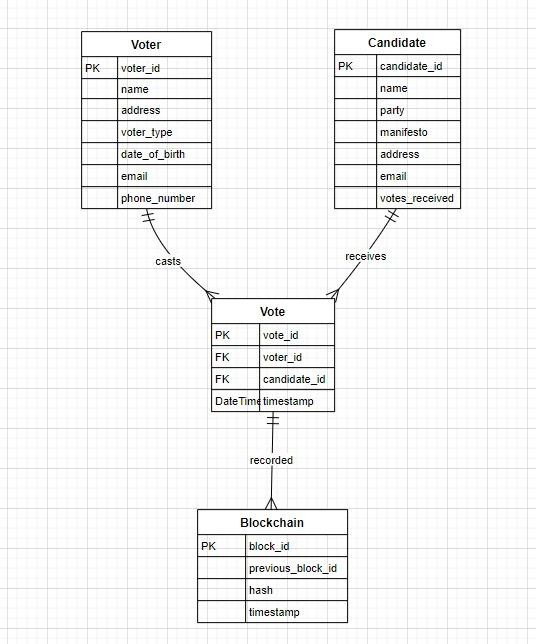 Voter
PK voter_id
name
address
voter_type
date_of_birth
email
phone_number
Candidate
PK candidate_id
name
party
manifesto
address
email
votes_received
casts
receives
Vote
PK vote_id
FK voter_id
FK candidate_id
DateTime timestamp
recorded
Blockchain
PK block_id
previous_block_id
hash
timestamp